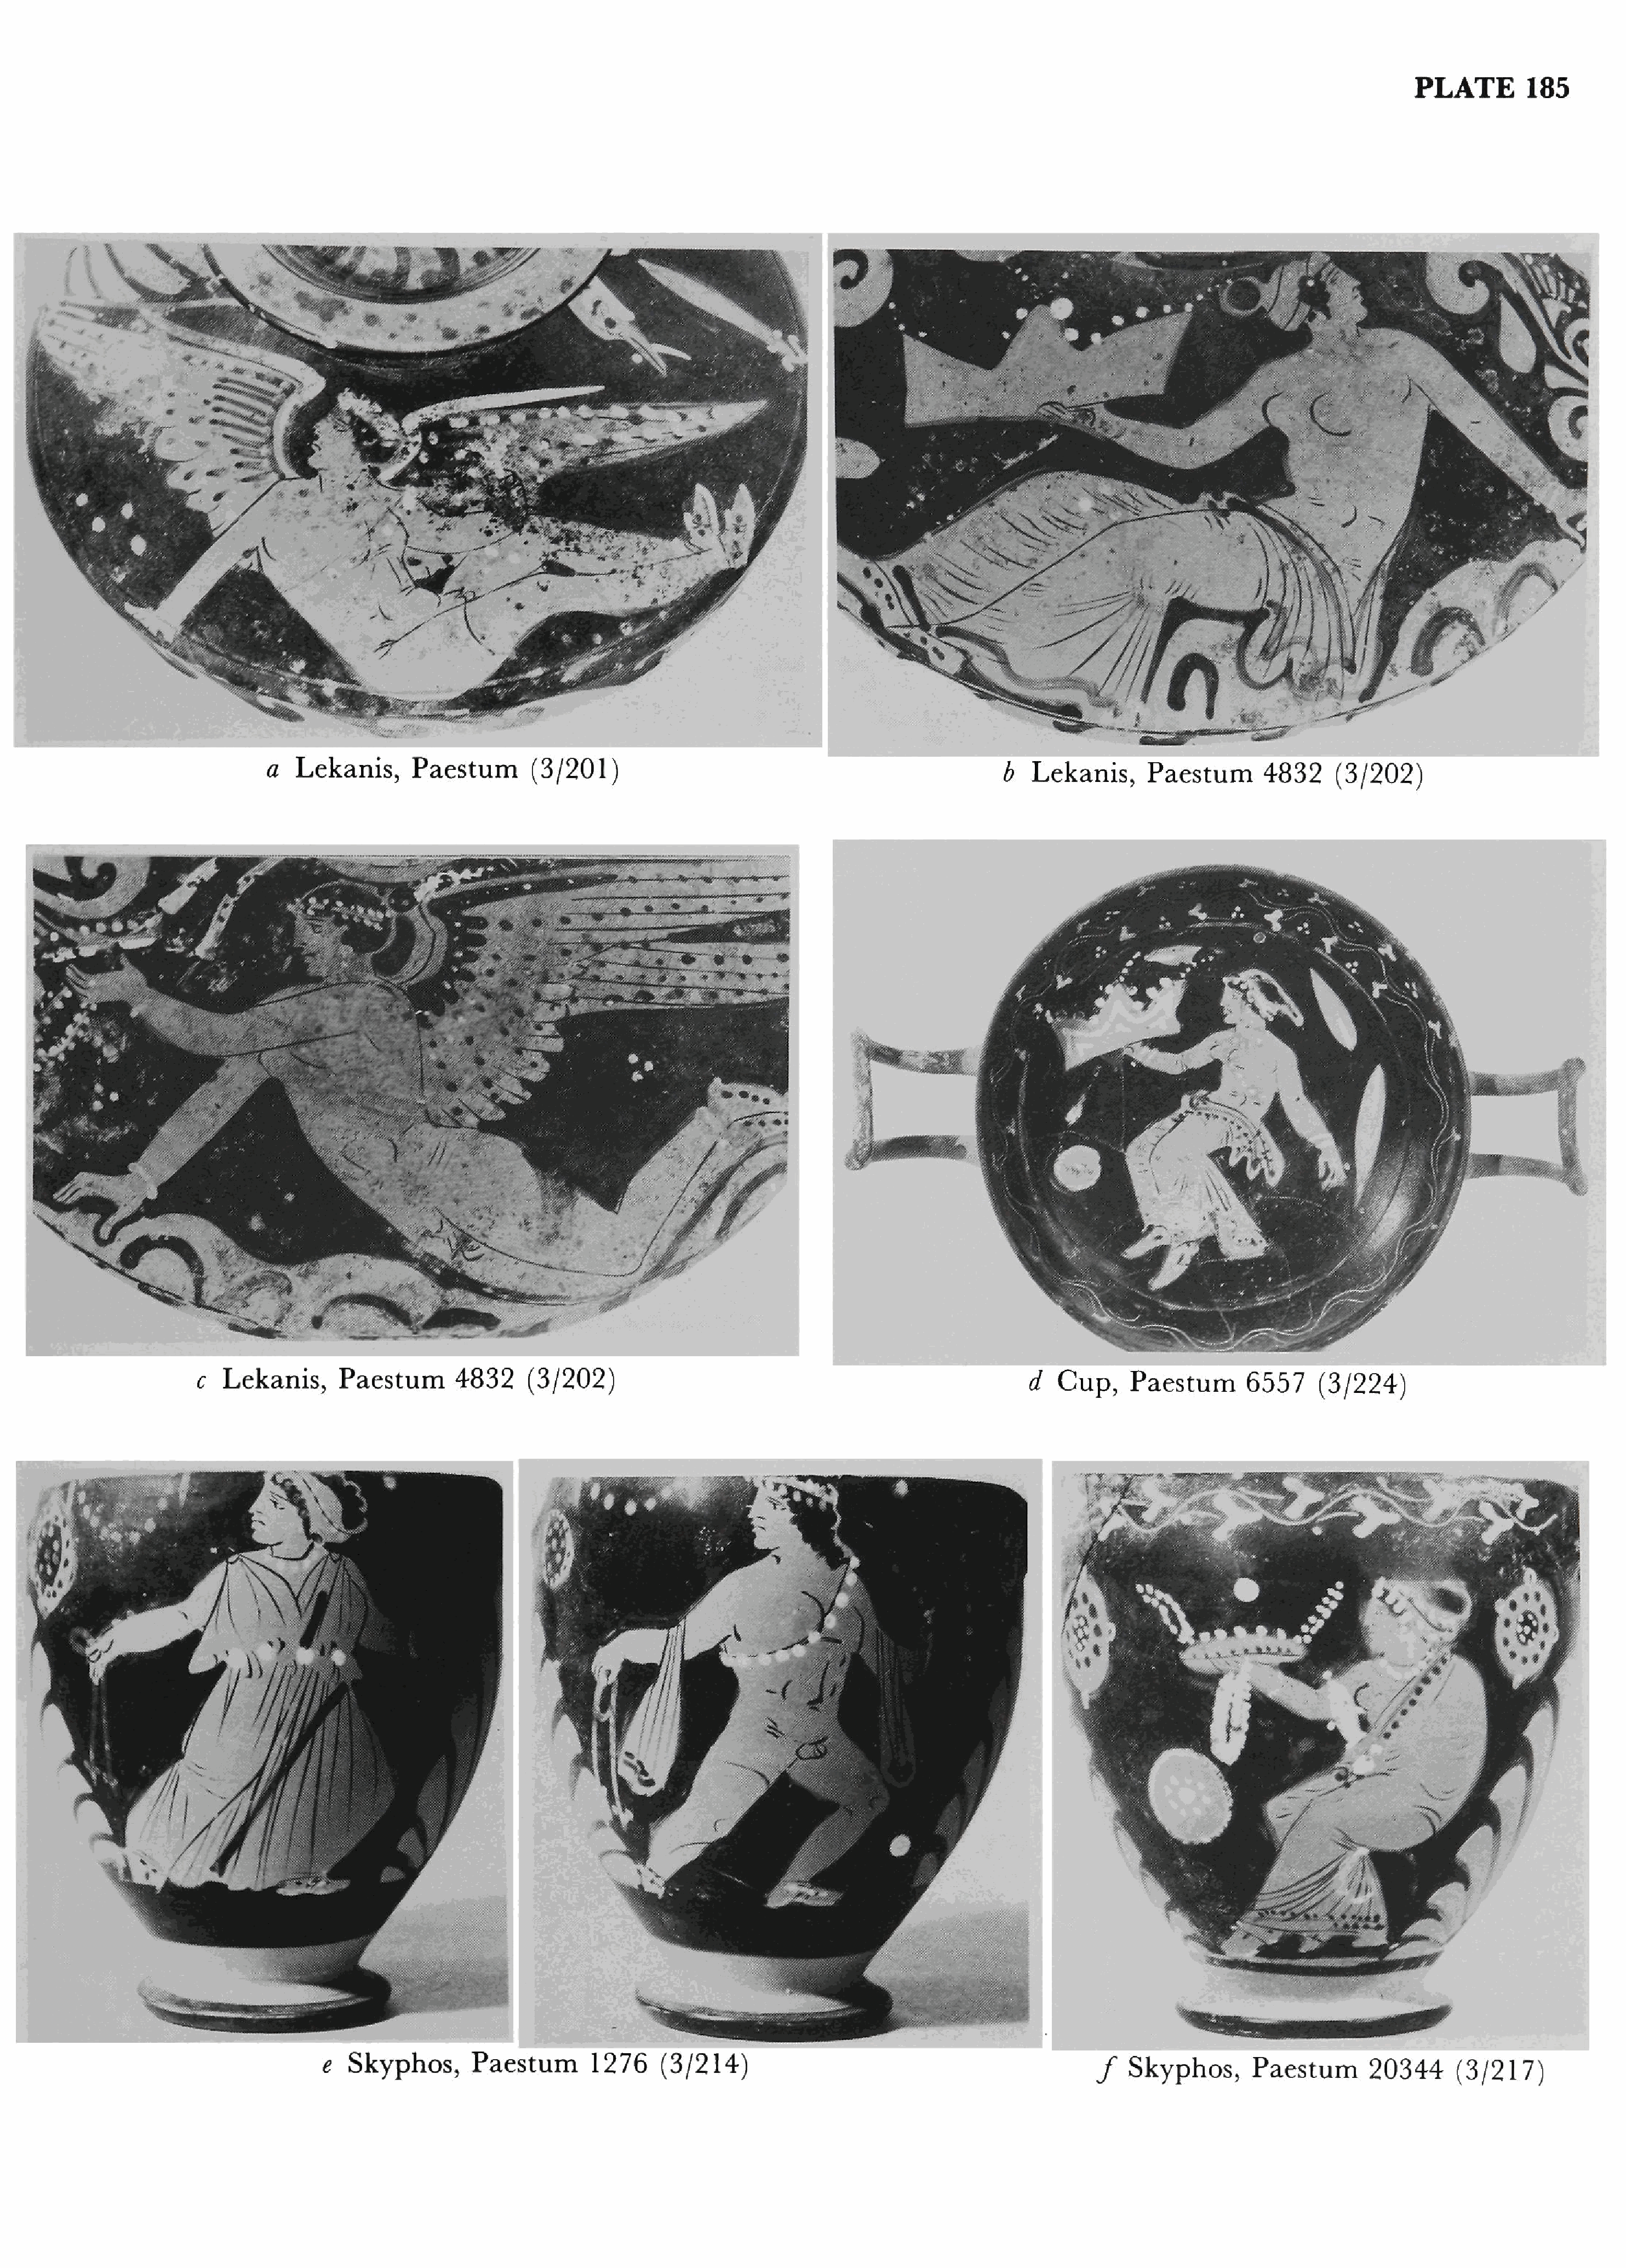 PLATE 185
a Lekanis, Paestum (3/201)
b Lekanis, Paestum 4832 (3/202)
c Lekanis, Paestum 4832 (3/202)
d Cup, Paestum 6557 (3/224)
e Skyphos, Paestum 1276 (3/214)
f Skyphos, Paestum 20344 (3/217)